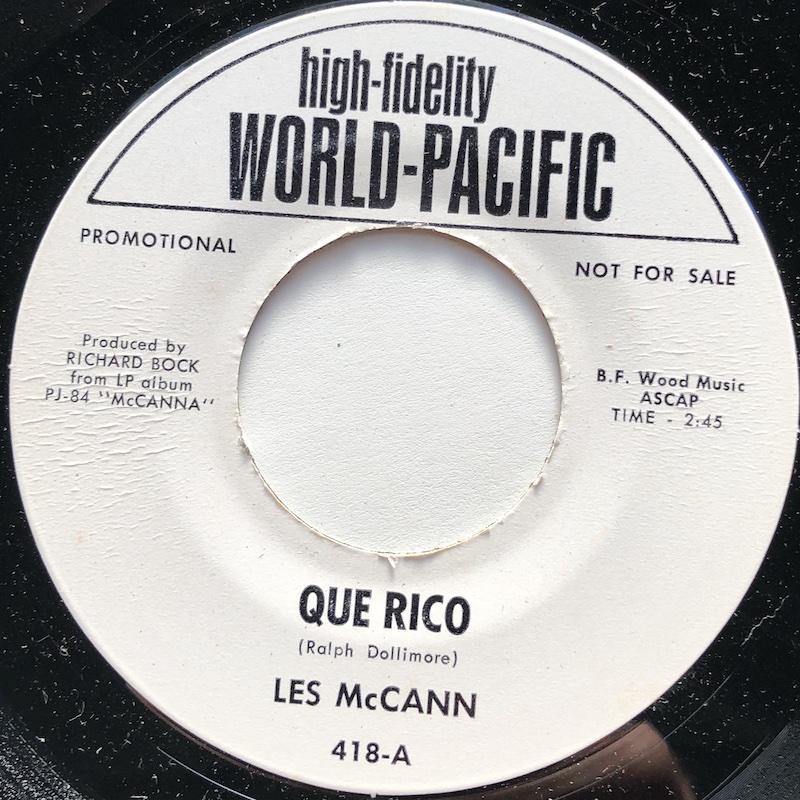 high-fidelity
WORLD-PACIFIC
PROMOTIONAL
NOT FOR SALE
Produced by
RICHARD BOCK
from LP album
PJ-84 "McCANNA"
B.F. Wood Music
ASCAP
TIME - 2:45
QUE RICO
(Ralph Dollimore)
LES McCANN
418-A